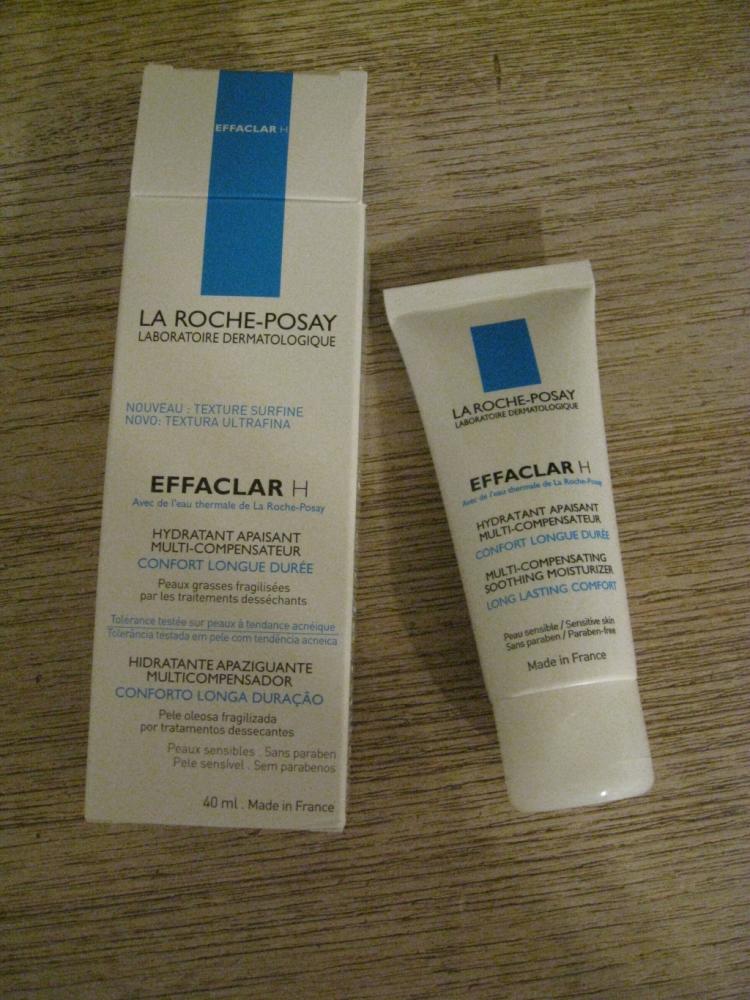 EFFACLAR H
LA ROCHE-POSAY
LABORATOIRE DERMATOLOGIQUE
NOUVEAU : TEXTURE SURFINE
NOVO: TEXTURA ULTRAFINA
EFFACLAR H
Avec de l'eau thermale de La Roche-Posay
HYDRATANT APAISANT
MULTI-COMPENSATEUR
CONFORT LONGUE DURÉE
Peaux grasses fragilisées
par les traitements desséchants
Tolérance testée sur peaux à tendance acnéique
Tolerância testada em pele com tendência acneica
HIDRATANTE APAZIGUANTE
MULTICOMPENSADOR
CONFORTO LONGA DURAÇÃO
Pele oleosa fragilizada
por tratamentos dessecantes
Peaux sensibles . Sans paraben
Pele sensível . Sem parabenos
40 ml . Made in France
LA ROCHE-POSAY
LABORATOIRE DERMATOLOGIQUE
EFFACLAR H
Avec de l'eau thermale de La Roche-Posay
HYDRATANT APAISANT
MULTI-COMPENSATEUR
CONFORT LONGUE DURÉE
MULTI-COMPENSATING
SOOTHING MOISTURIZER
LONG LASTING COMFORT
Peau sensible / Sensitive skin
Sans paraben / Paraben-free
Made in France